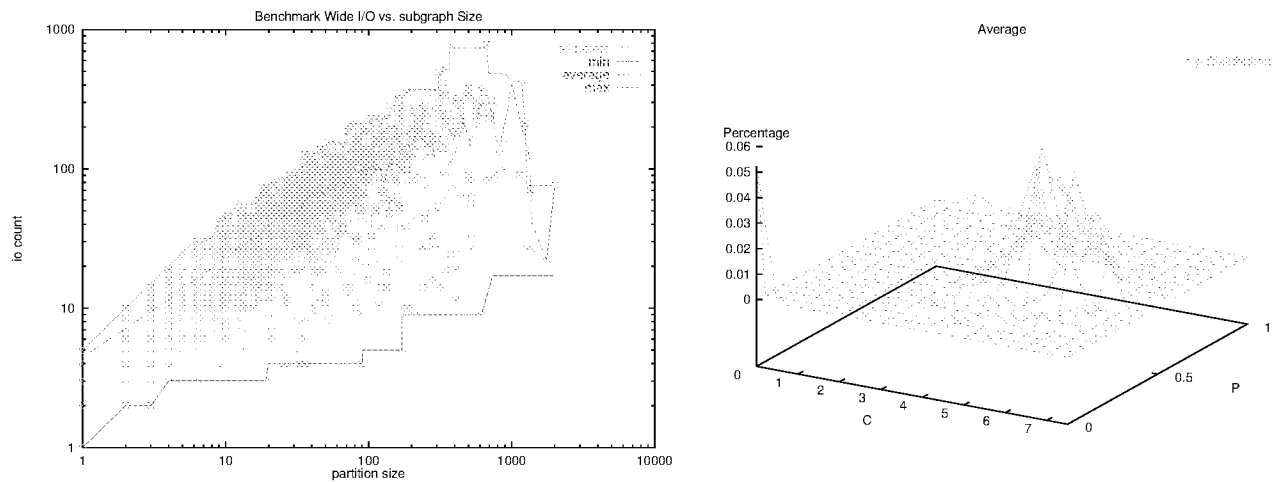 Benchmark Wide I/O vs. subgraph Size
1000
100
10
1
io count
min
average
max
1 10 100 1000 10000
partition size
Average
Percentage
0.06
0.05
0.04
0.03
0.02
0.01
0
0 1 2 3 4 5 6 7
C
0 0.5 1
P